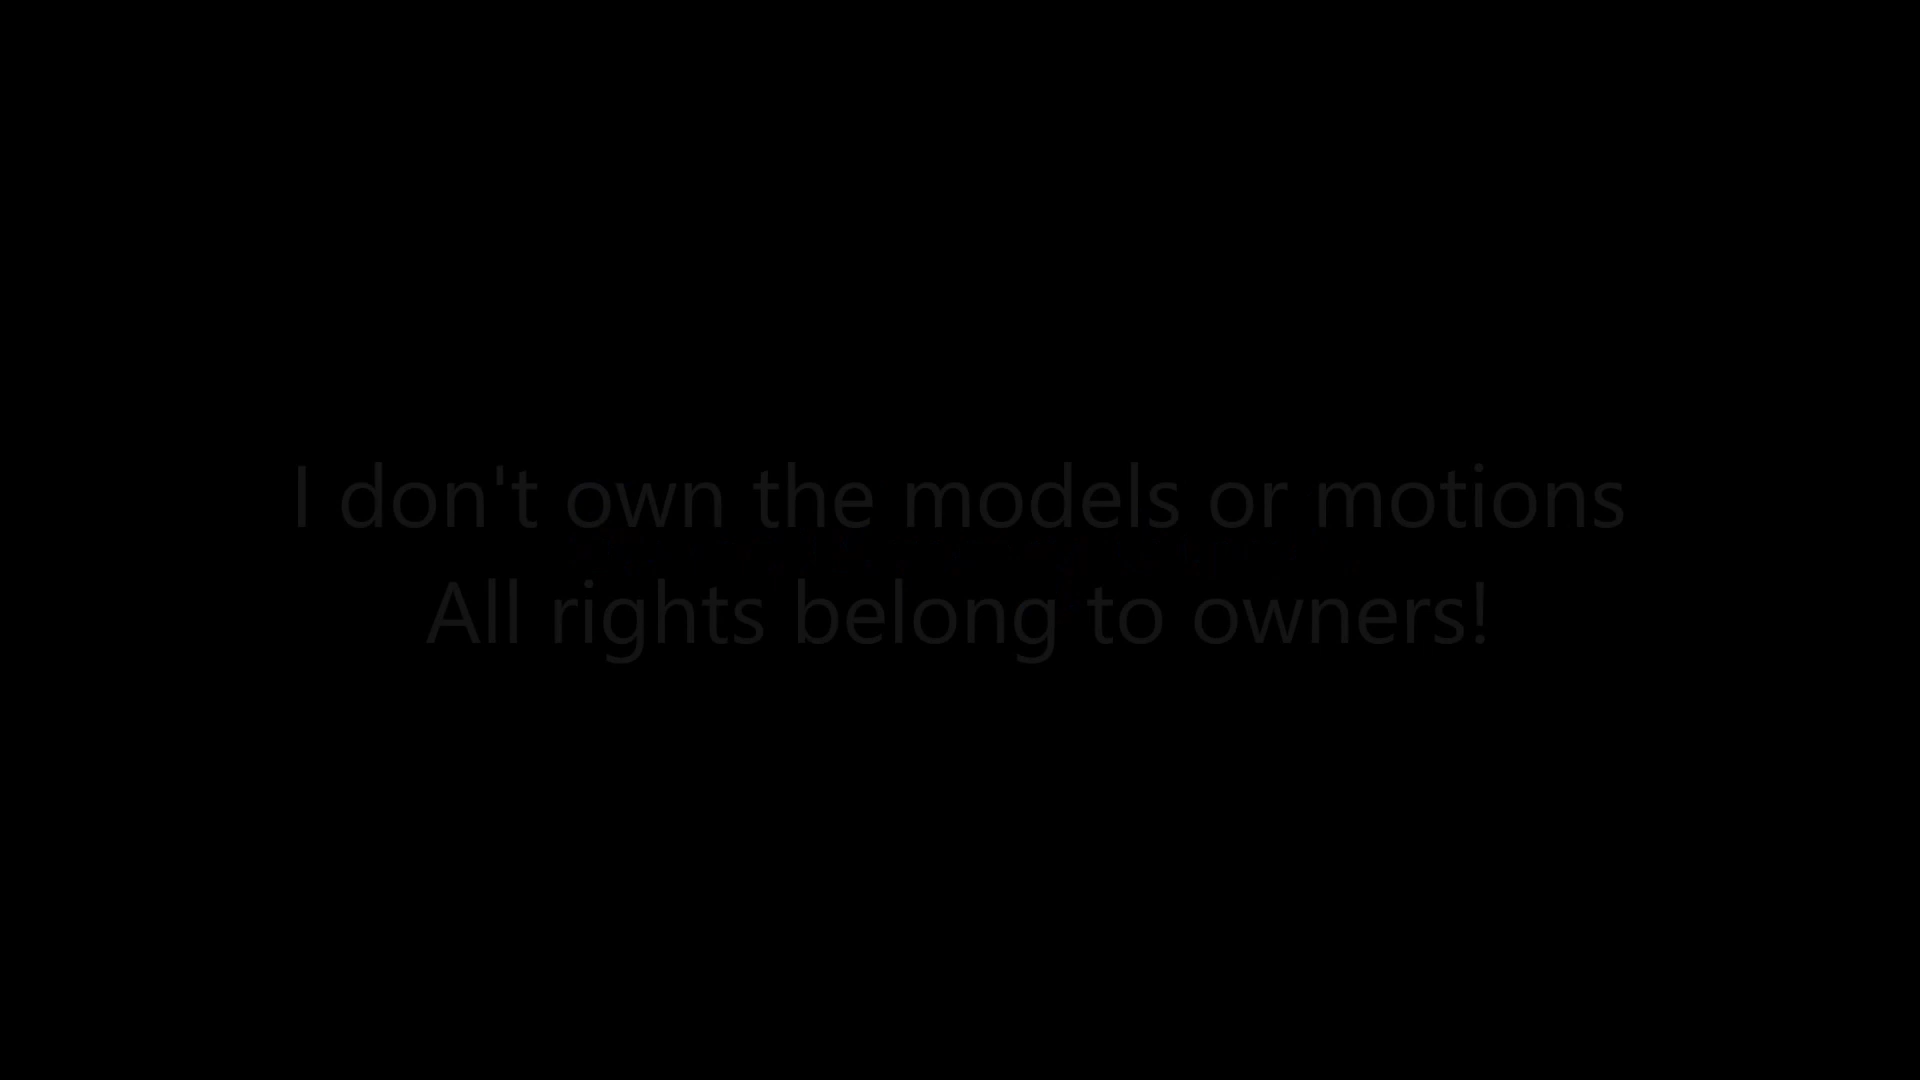 I don't own the models or motions
All rights belong to owners!